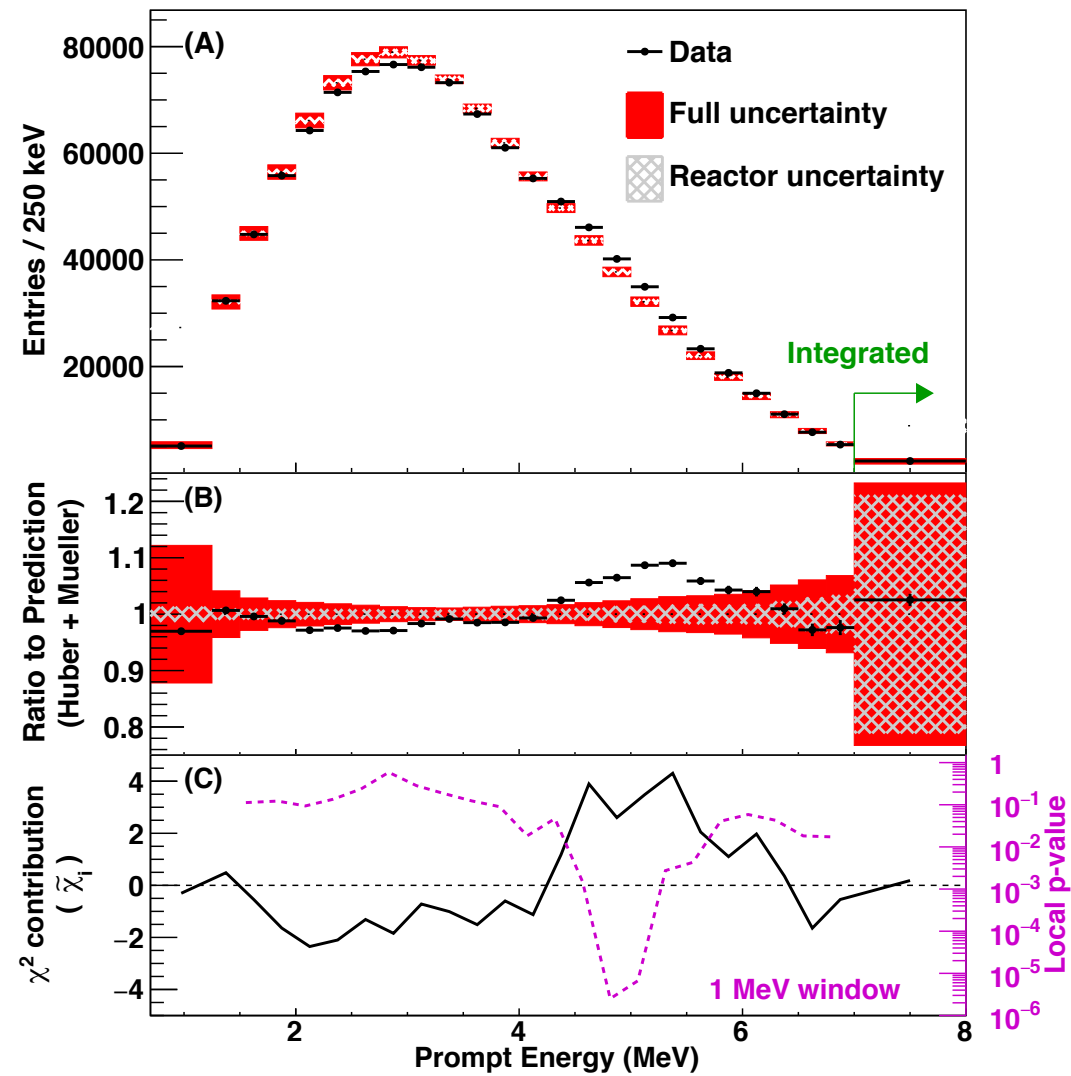 (A)
Data
Full uncertainty
Reactor uncertainty
Integrated
80000
60000
40000
20000
Entries / 250 keV
(B)
1.2
1.1
1
0.9
0.8
Ratio to Prediction
(Huber + Mueller)
(C)
4
2
0
−2
−4
χ² contribution
( χ̃ᵢ )
1
10⁻¹
10⁻²
10⁻³
10⁻⁴
10⁻⁵
10⁻⁶
Local p-value
1 MeV window
2 4 6 8
Prompt Energy (MeV)